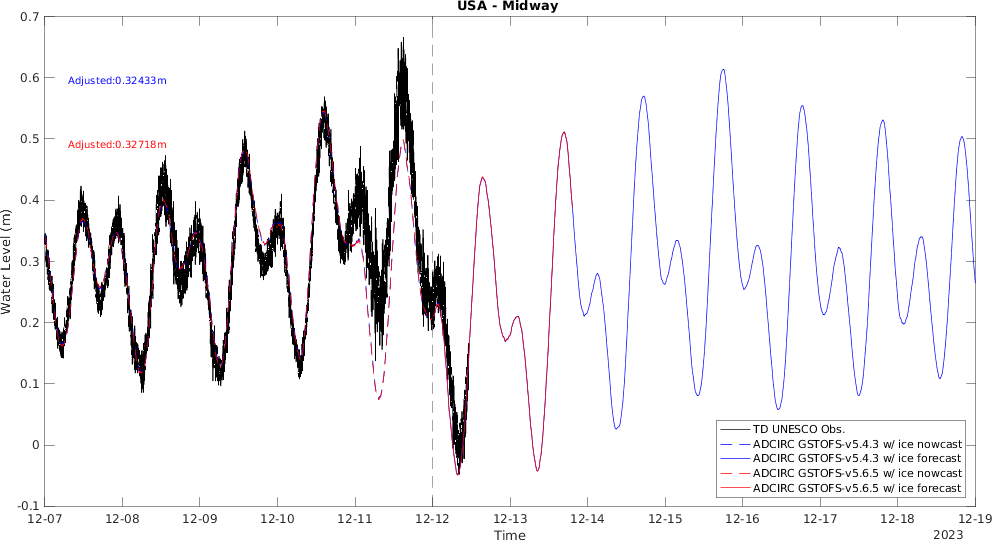 USA - Midway
0.7
0.6
0.5
0.4
0.3
0.2
0.1
0
-0.1
Water Level (m)
Adjusted:0.32433m
Adjusted:0.32718m
TD UNESCO Obs.
ADCIRC GSTOFS-v5.4.3 w/ ice nowcast
ADCIRC GSTOFS-v5.4.3 w/ ice forecast
ADCIRC GSTOFS-v5.6.5 w/ ice nowcast
ADCIRC GSTOFS-v5.6.5 w/ ice forecast
12-07 12-08 12-09 12-10 12-11 12-12 12-13 12-14 12-15 12-16 12-17 12-18 12-19
Time
2023